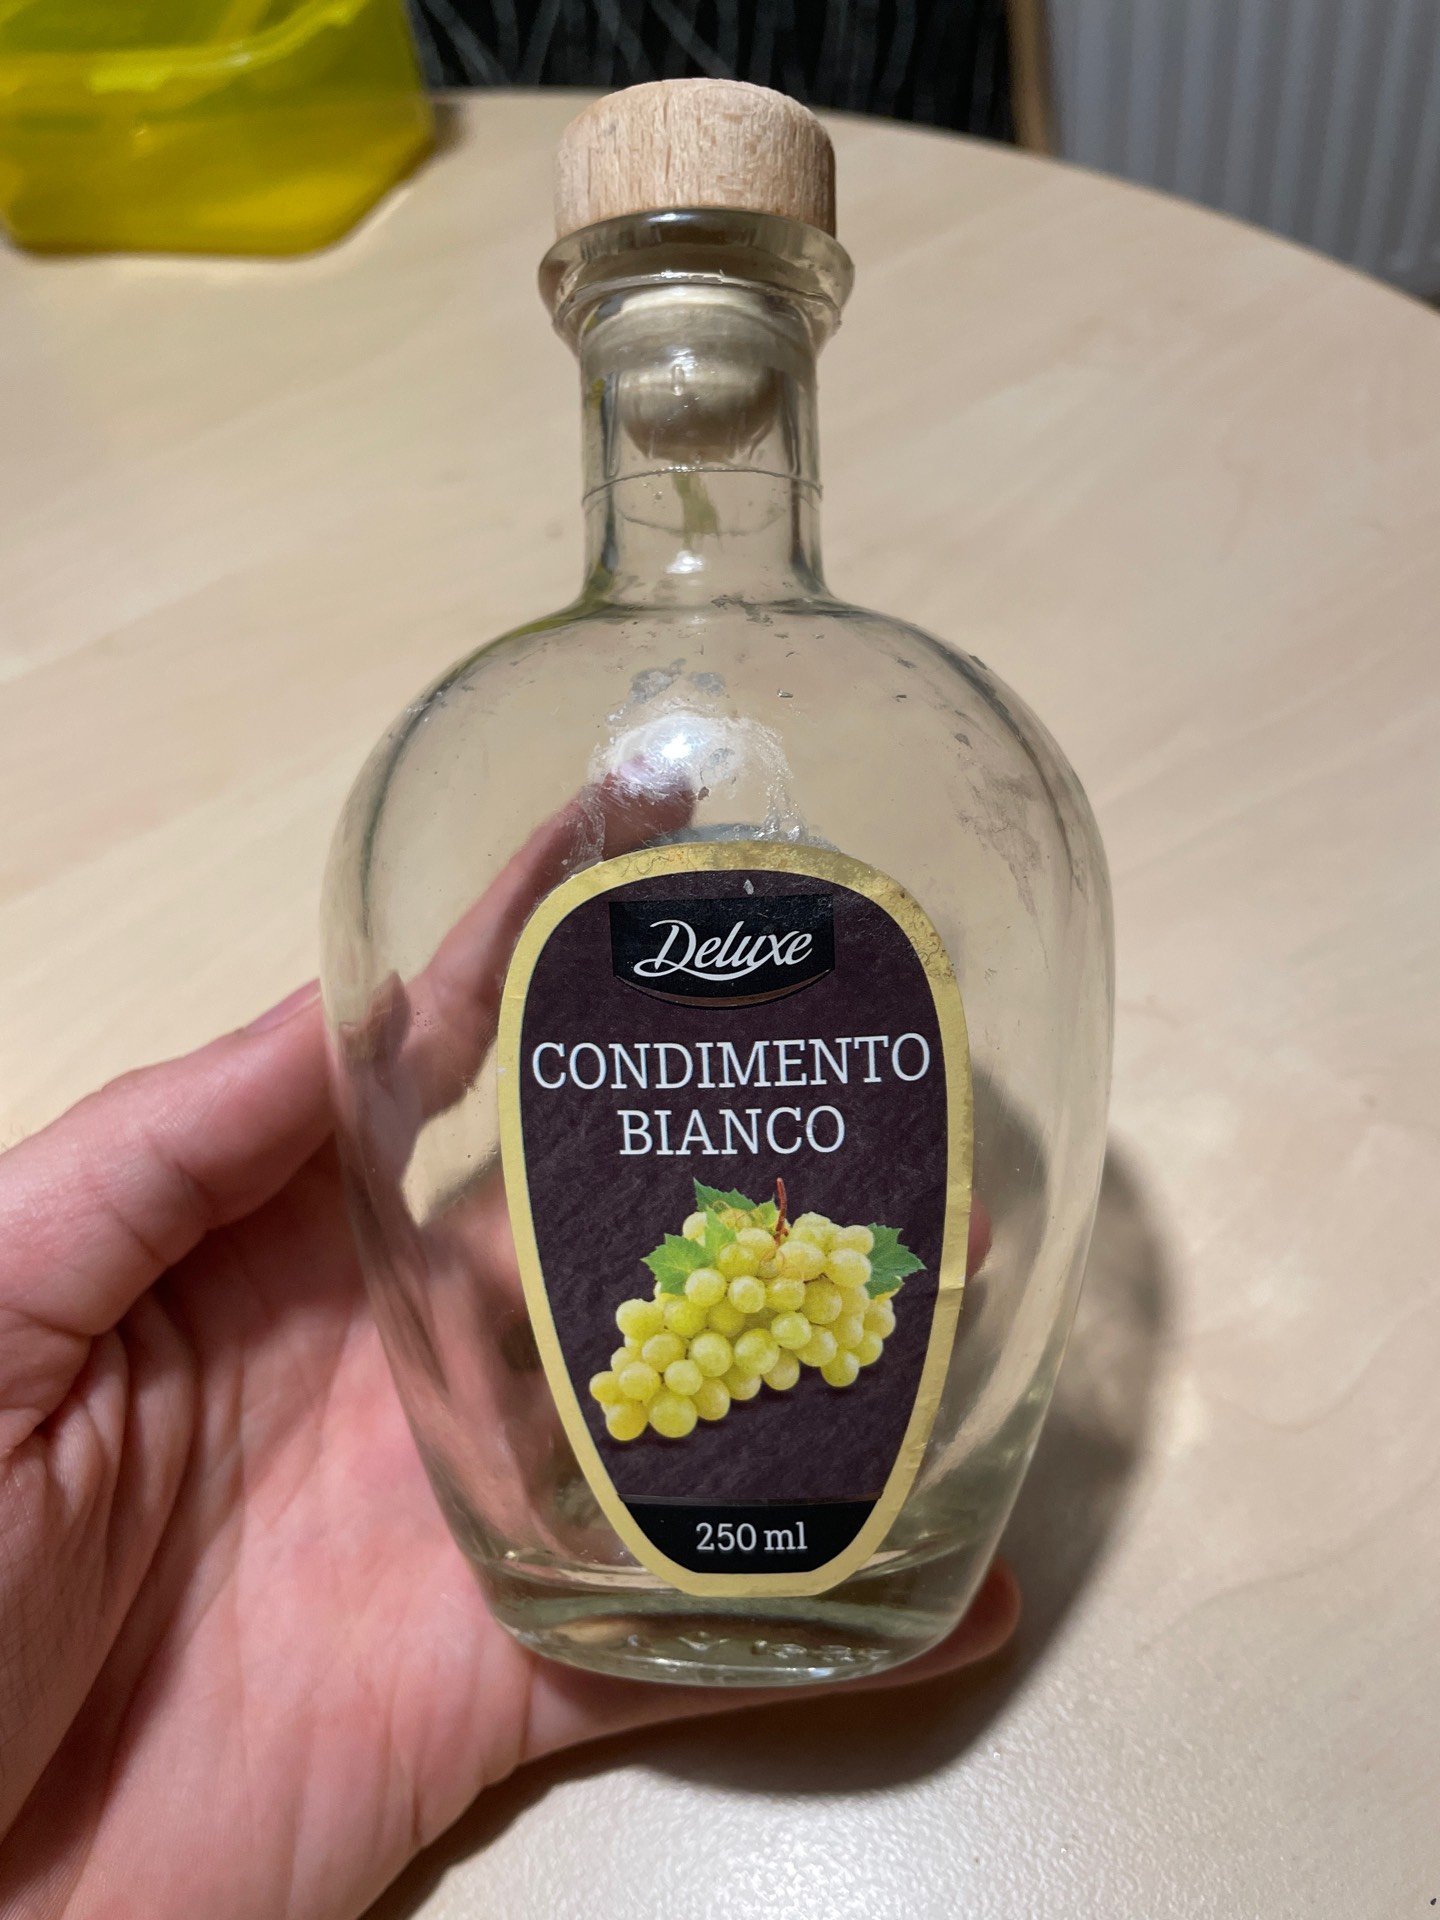 Deluxe
CONDIMENTO
BIANCO
250 ml